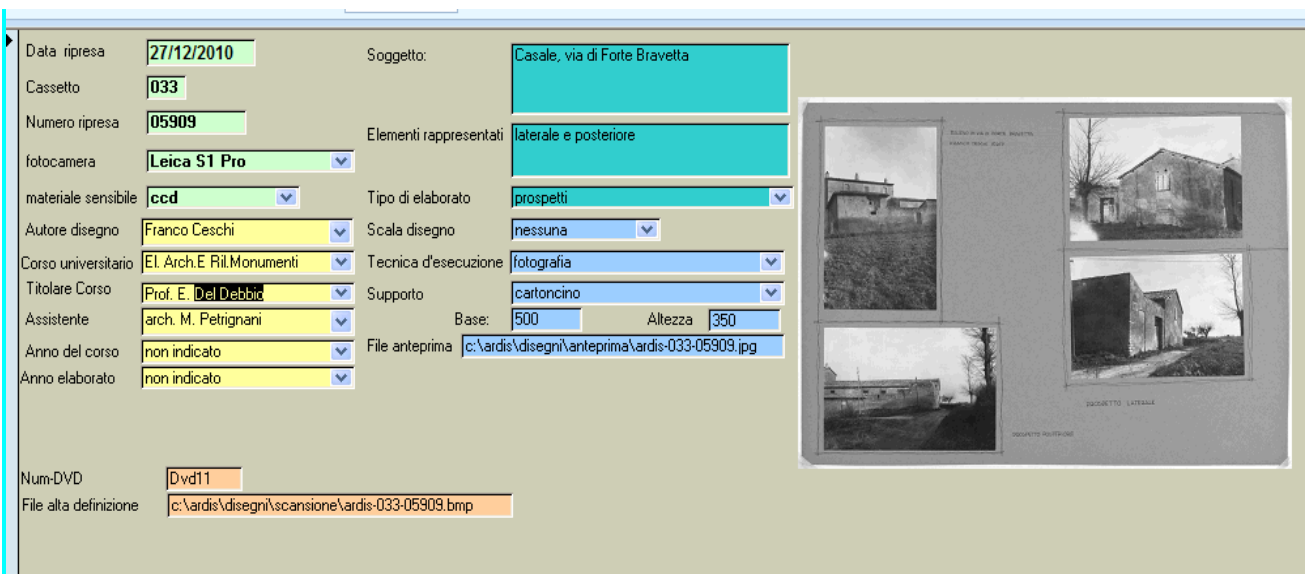 Data ripresa 27/12/2010
Cassetto 033
Numero ripresa 05909
fotocamera Leica S1 Pro
materiale sensibile ccd
Autore disegno Franco Ceschi
Corso universitario El. Arch.E Ril.Monumenti
Titolare Corso Prof. E. Del Debbio
Assistente arch. M. Petrignani
Anno del corso non indicato
Anno elaborato non indicato
Soggetto: Casale, via di Forte Bravetta
Elementi rappresentati laterale e posteriore
Tipo di elaborato prospetti
Scala disegno nessuna
Tecnica d'esecuzione fotografia
Supporto cartoncino
Base: 500 Altezza 350
File anteprima c:\ardis\disegni\anteprima\ardis-033-05909.jpg
Num-DVD Dvd11
File alta definizione c:\ardis\disegni\scansione\ardis-033-05909.bmp
PROSPETTO LATERALE
PROSPETTO POSTERIORE